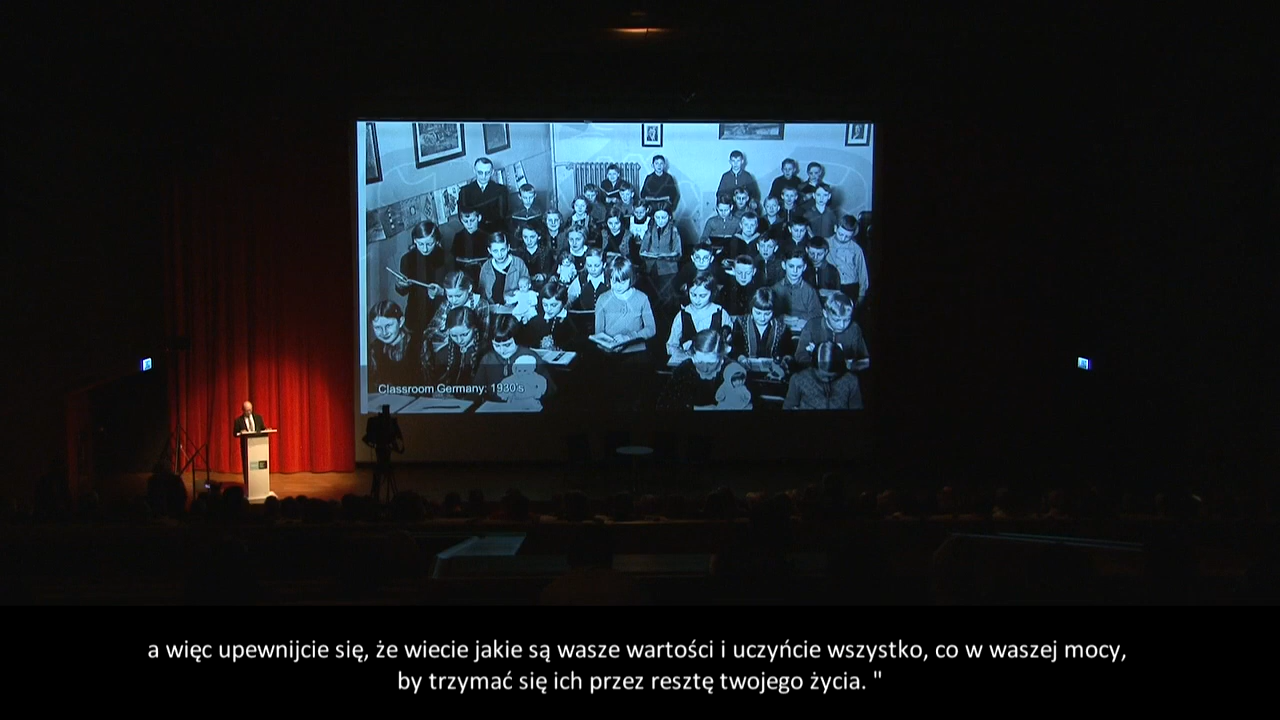 Classroom Germany: 1930's
a więc upewnijcie się, że wiecie jakie są wasze wartości i uczyńcie wszystko, co w waszej mocy,
by trzymać się ich przez resztę twojego życia. "